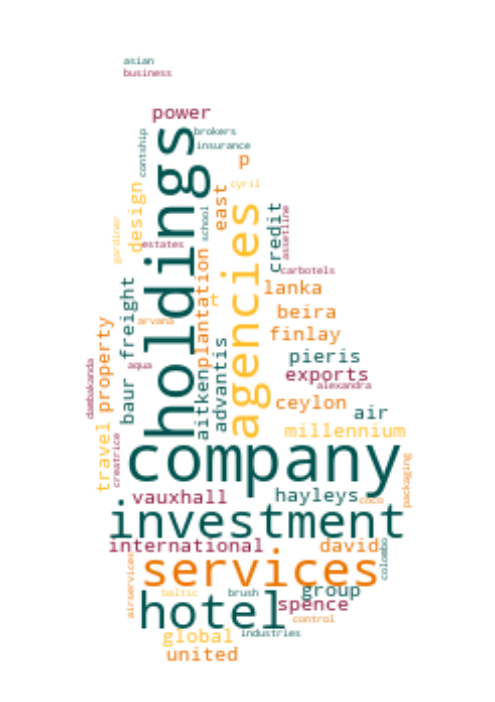 asian
business
power
brokers
insurance
contship
holdings
p
cyril
design
east
school
agencies
credit
assetline
gardiner
estates
carbotels
plantation
rt
lanka
freight
beira
arvana
property
finlay
advantis
aitken
pieris
aqua
exports
alexandra
dambakanda
baur
ceylon
air
travel
millennium
creatrice
company
packaging
vauxhall
hayleys
coco
investment
international
david
colombo
services
airservices
baltic
brush
group
hotel
spence
control
global
industries
united